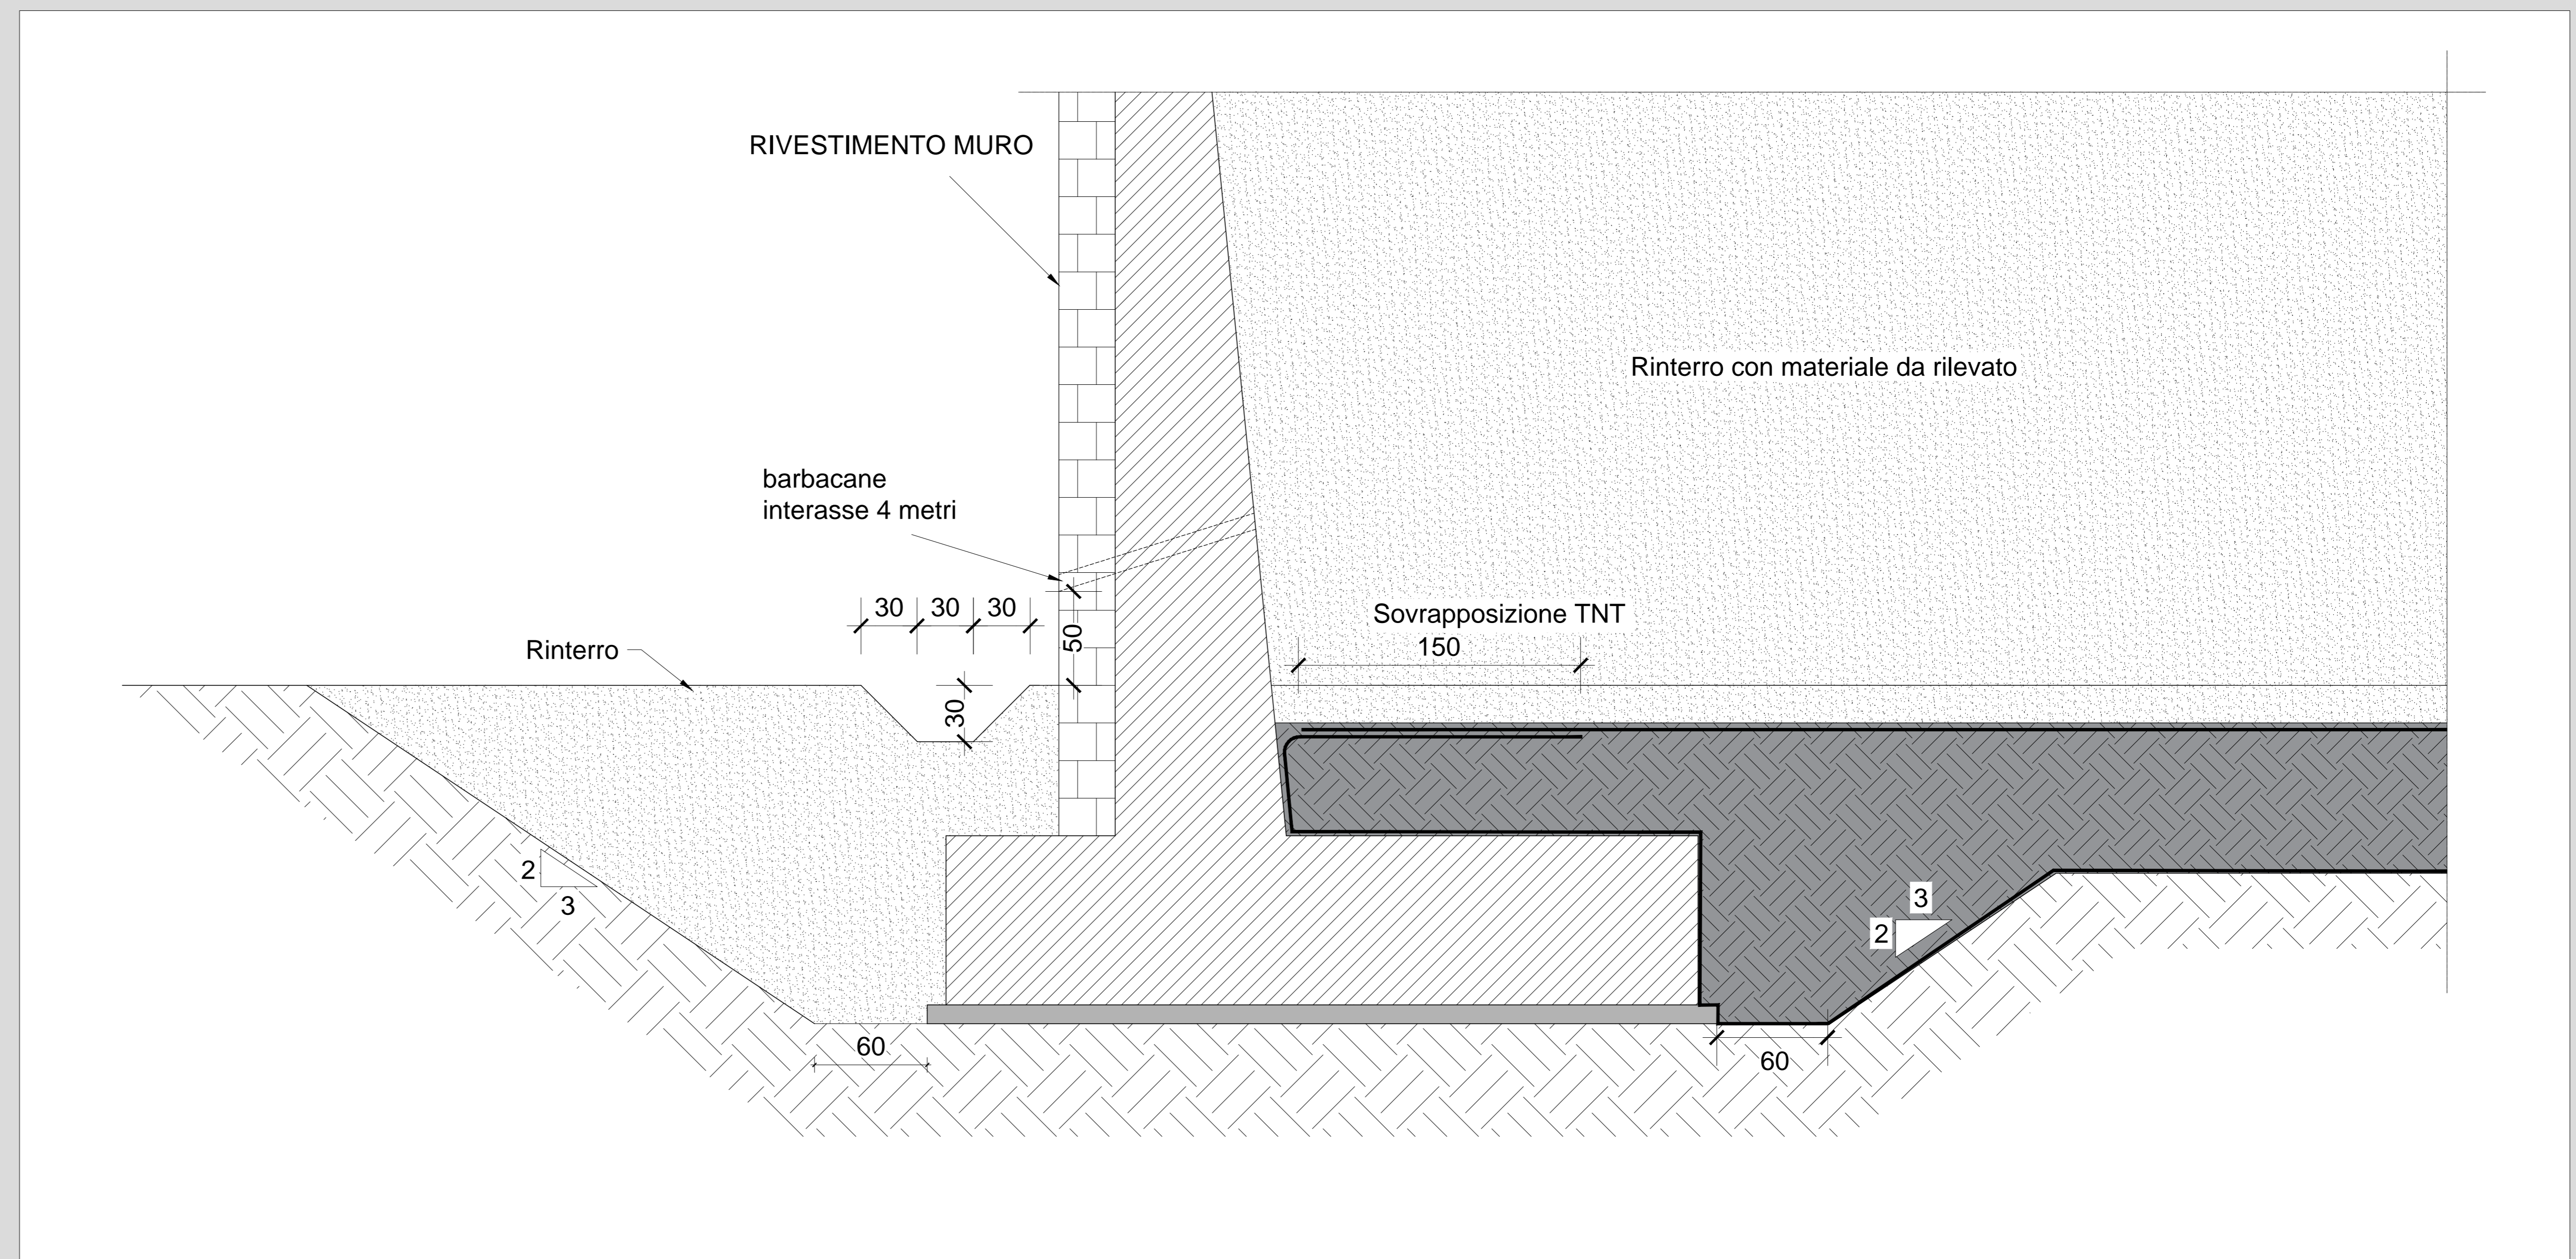 RIVESTIMENTO MURO
Rinterro con materiale da rilevato
barbacane
interasse 4 metri
30 30 30
50
Sovrapposizione TNT
150
Rinterro
30
2
3
3
2
60
60